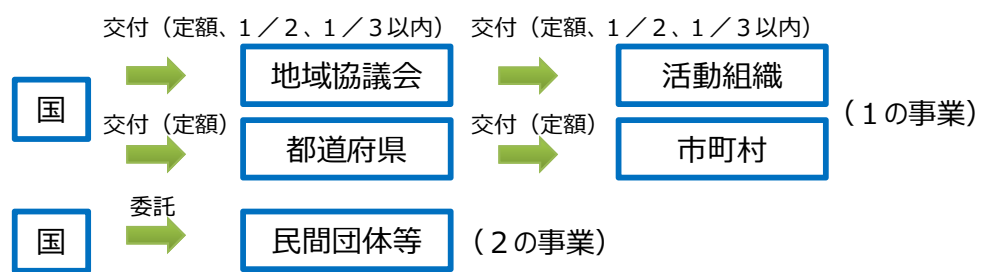 交付（定額、１／２、１／３以内） 交付（定額、１／２、１／３以内）
国 地域協議会 活動組織 （１の事業）
交付（定額） 交付（定額）
都道府県 市町村
委託
国 民間団体等 （２の事業）